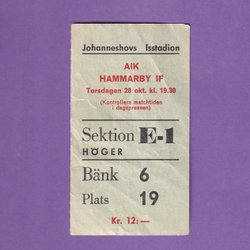 Johanneshovs Isstadion
AIK
HAMMARBY IF
Torsdagen 28 okt. kl. 19.30
(Kontrollera matchtiden
i dagspressen)
Sektion E-1
HÖGER
Bänk 6
Plats 19
Kr. 12:—